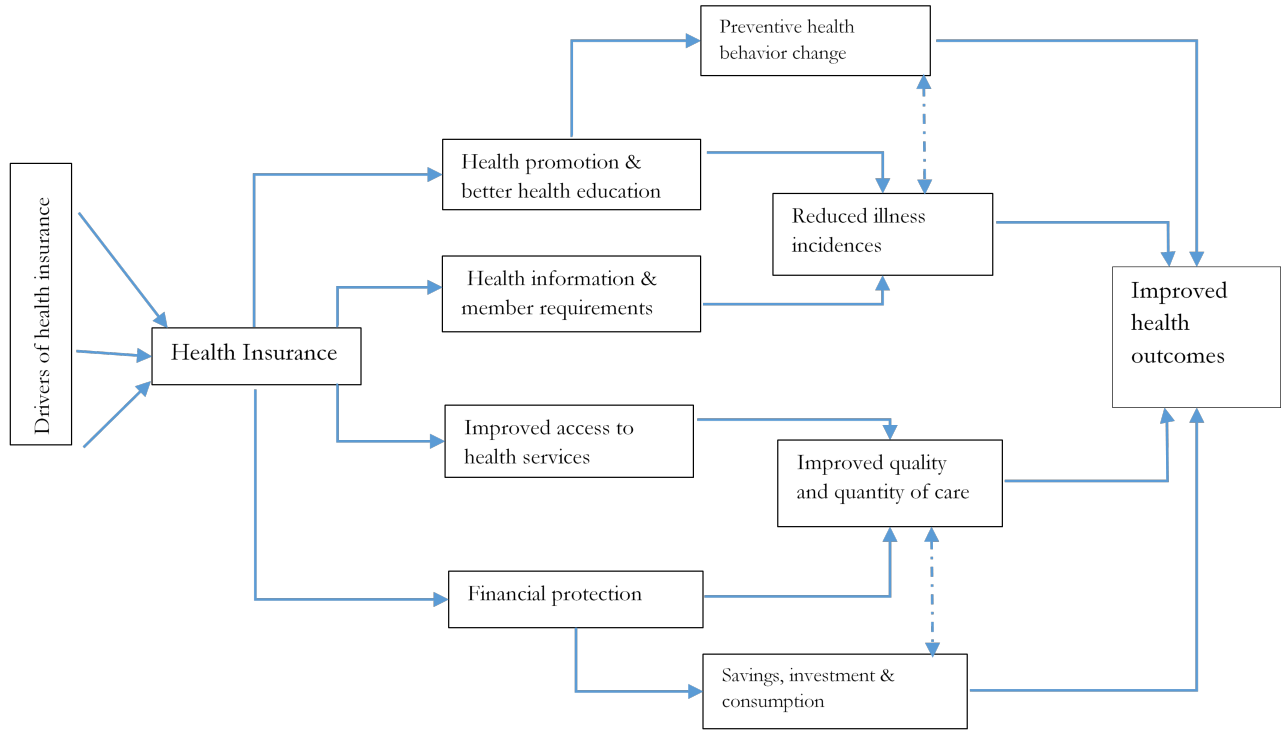 Preventive health
behavior change
Health promotion &
better health education
Reduced illness
incidences
Drivers of health insurance
Health information &
member requirements
Improved
health
outcomes
Health Insurance
Improved access to
health services
Improved quality
and quantity of care
Financial protection
Savings, investment &
consumption